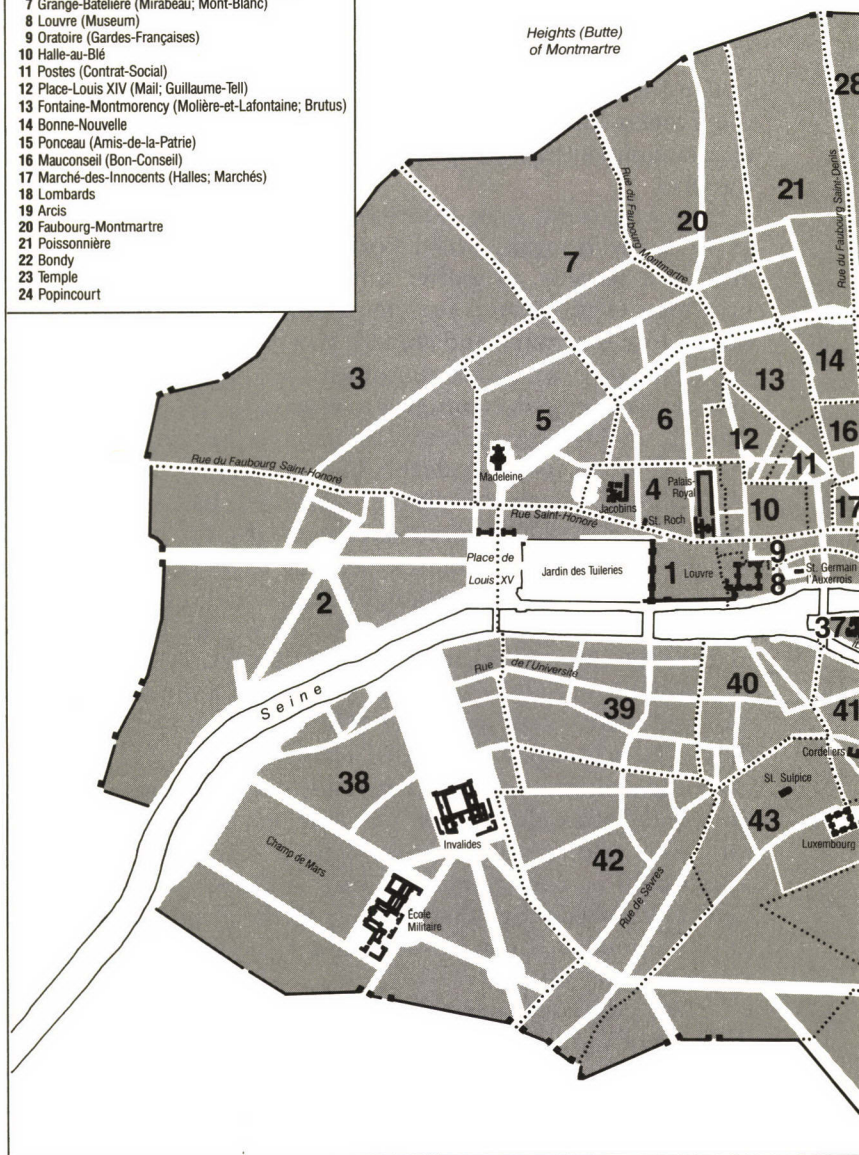 7 Grange-Batelière (Mirabeau; Mont-Blanc)
8 Louvre (Museum)
9 Oratoire (Gardes-Françaises)
10 Halle-au-Blé
11 Postes (Contrat-Social)
12 Place-Louis XIV (Mail; Guillaume-Tell)
13 Fontaine-Montmorency (Molière-et-Lafontaine; Brutus)
14 Bonne-Nouvelle
15 Ponceau (Amis-de-la-Patrie)
16 Mauconseil (Bon-Conseil)
17 Marché-des-Innocents (Halles; Marchés)
18 Lombards
19 Arcis
20 Faubourg-Montmartre
21 Poissonnière
22 Bondy
23 Temple
24 Popincourt
Heights (Butte)
of Montmartre
28
21
20
Rue du Faubourg Montmartre
Rue du Faubourg Saint-Denis
7
3
14
13
5
6
12
16
11
Rue du Faubourg Saint-Honoré
Madeleine
Jacobins
4
Palais-
Royal
10
17
Rue Saint-Honoré
St. Roch
9
Place de
Louis XV
Jardin des Tuileries
1
Louvre
8
St. Germain
l'Auxerrois
2
37
Rue de l'Université
40
39
41
Seine
Cordeliers
38
St. Sulpice
43
Invalides
Luxembourg
Champ de Mars
42
Rue de Sèvres
École
Militaire